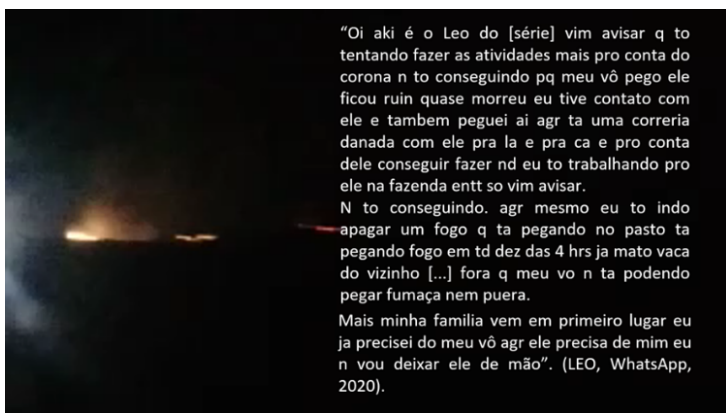 “Oi aki é o Leo do [série] vim avisar q to
tentando fazer as atividades mais pro conta do
corona n to conseguindo pq meu vô pego ele
ficou ruin quase morreu eu tive contato com
ele e tambem peguei ai agr ta uma correria
danada com ele pra la e pra ca e pro conta
dele conseguir fazer nd eu to trabalhando pro
ele na fazenda entt so vim avisar.
N to conseguindo. agr mesmo eu to indo
apagar um fogo q ta pegando no pasto ta
pegando fogo em td dez das 4 hrs ja mato vaca
do vizinho [...] fora q meu vo n ta podendo
pegar fumaça nem puera.
Mais minha familia vem em primeiro lugar eu
ja precisei do meu vô agr ele precisa de mim eu
n vou deixar ele de mão”. (LEO, WhatsApp,
2020).